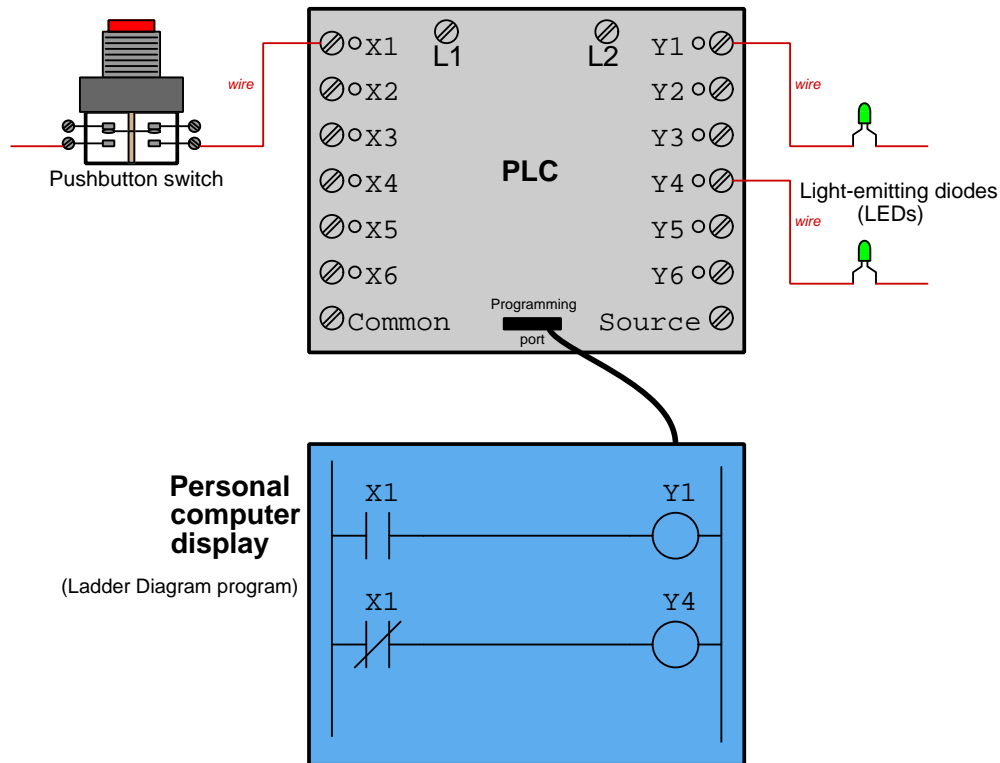 X1
L1
L2
Y1
wire
wire
X2
Y2
X3
Y3
Pushbutton switch
X4
PLC
Y4
Light-emitting diodes
(LEDs)
wire
X5
Y5
X6
Y6
Programming
port
Common
Source
Personal
computer
display
(Ladder Diagram program)
X1
Y1
X1
Y4